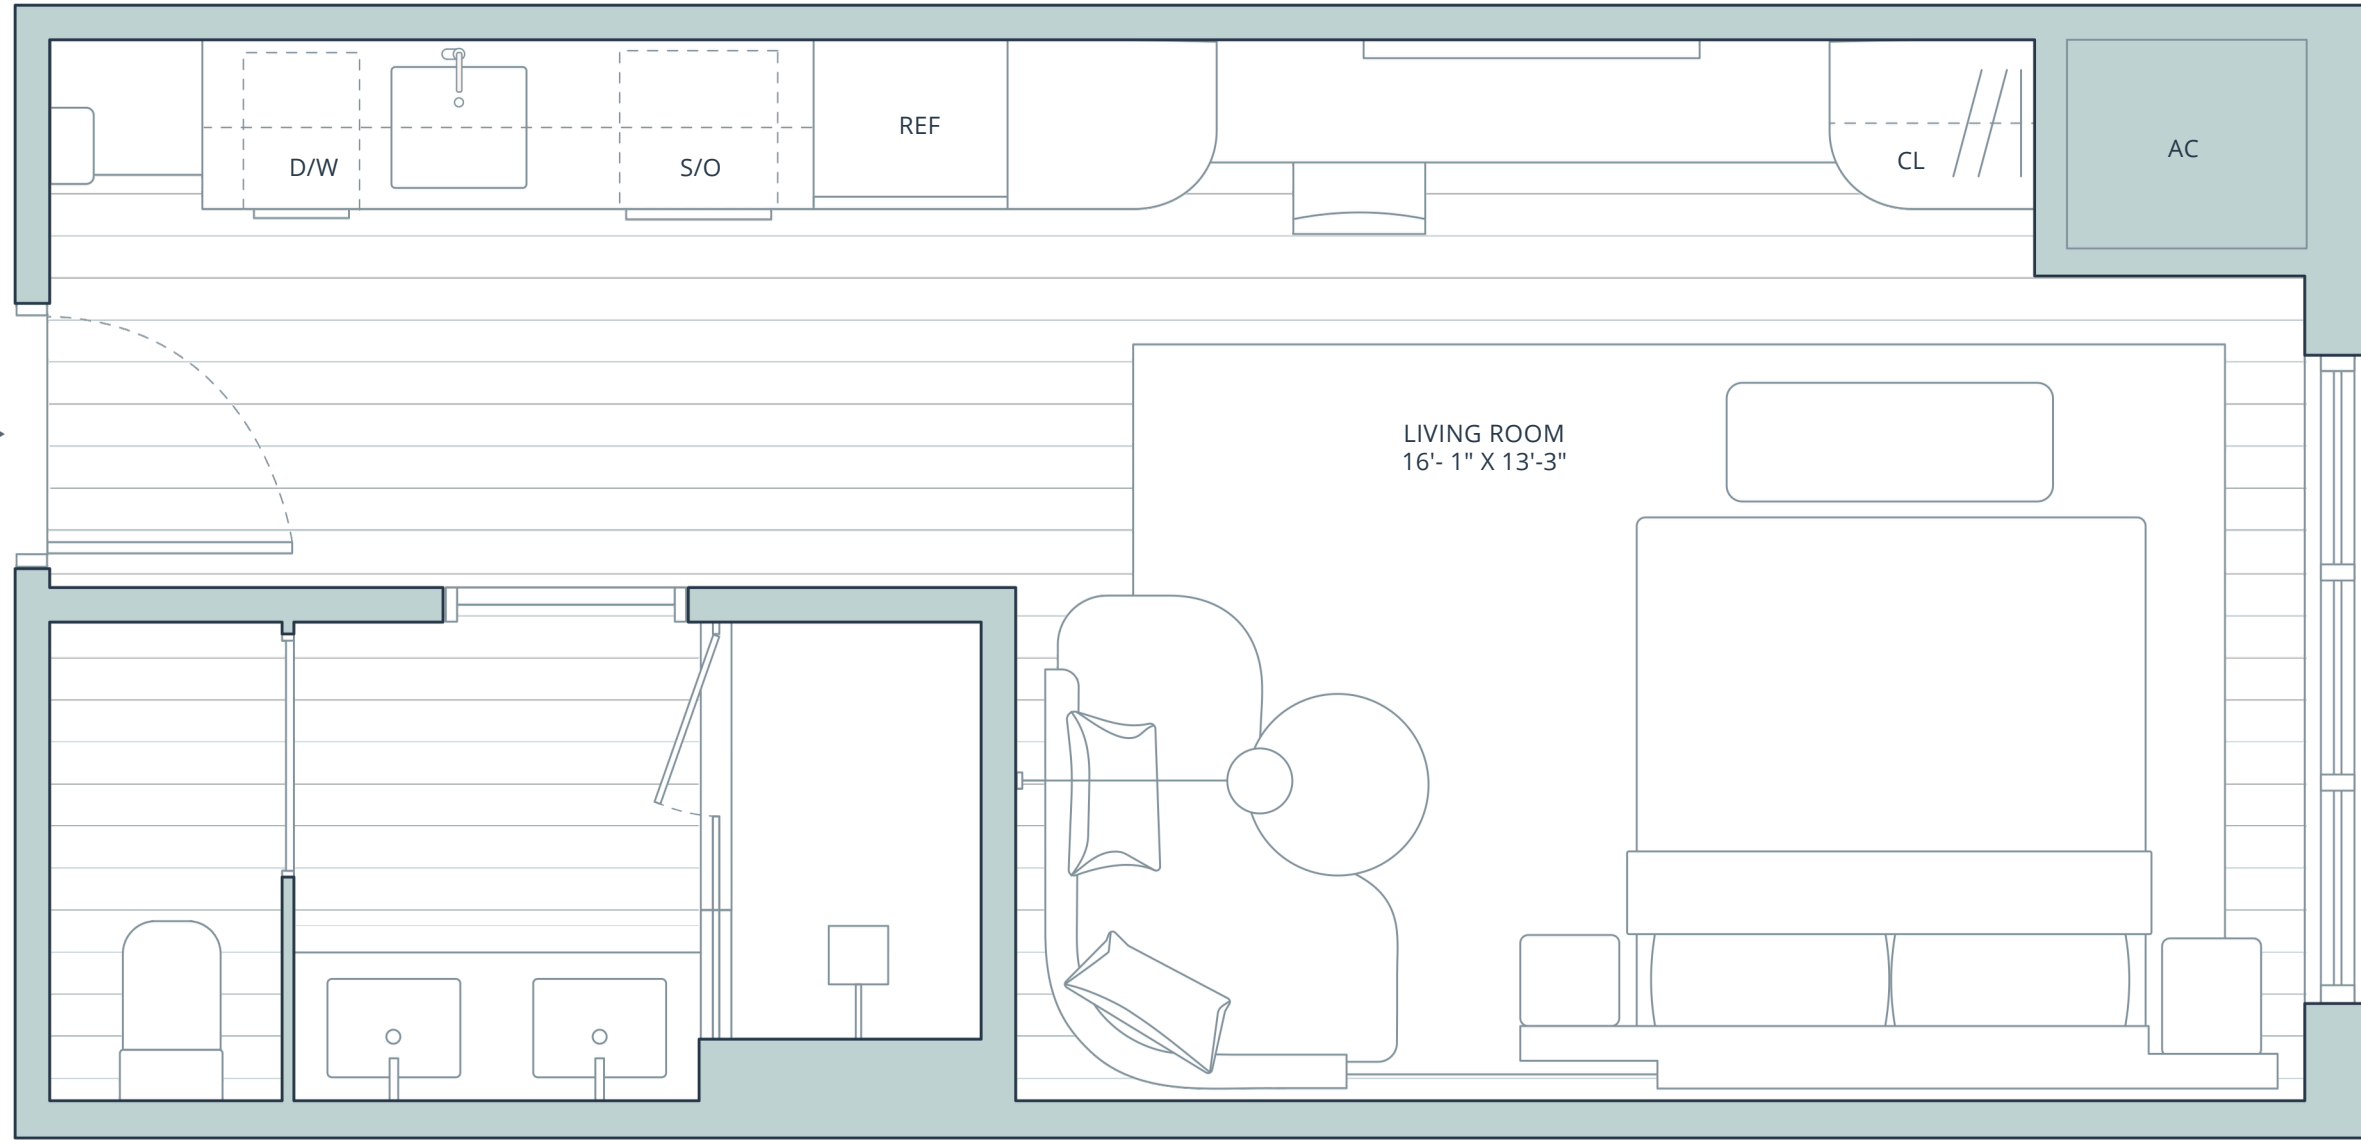 D/W
S/O
REF
CL
AC
LIVING ROOM
16'- 1" X 13'-3"